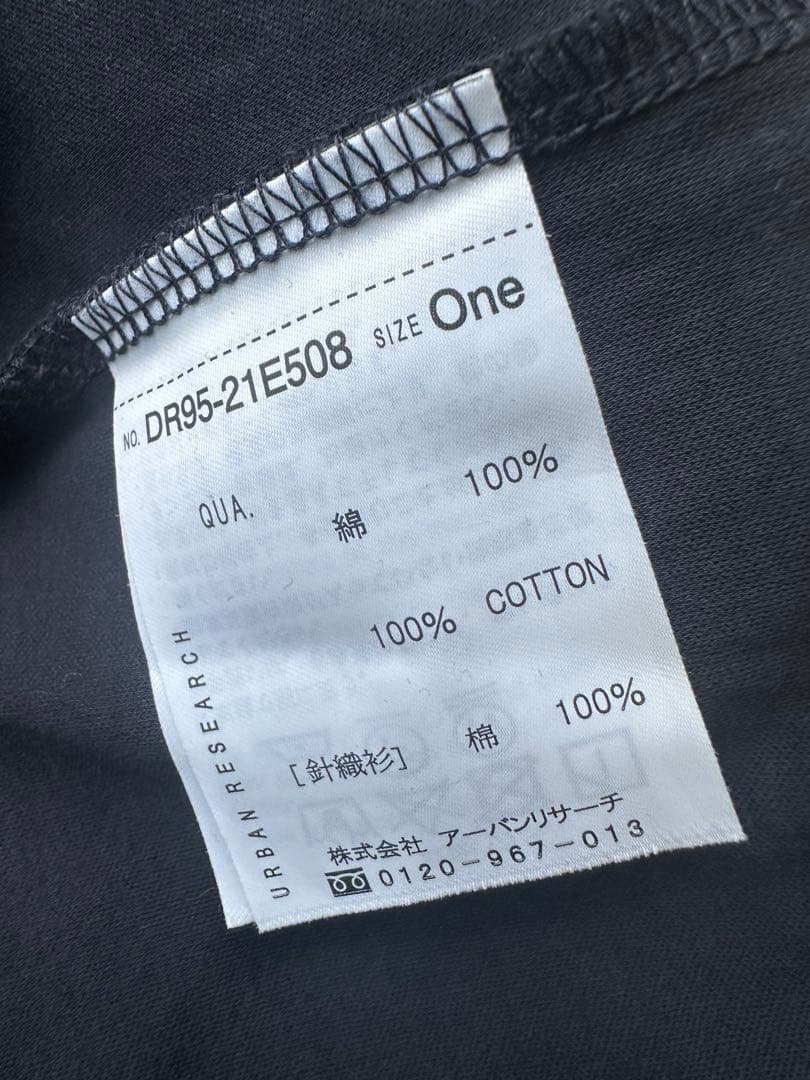 NO. DR95-21E508 SIZE One
QUA. 綿 100%
100% COTTON
[針織衫] 棉 100%
株式会社 アーバンリサーチ
0120-967-013
URBAN RESEARCH